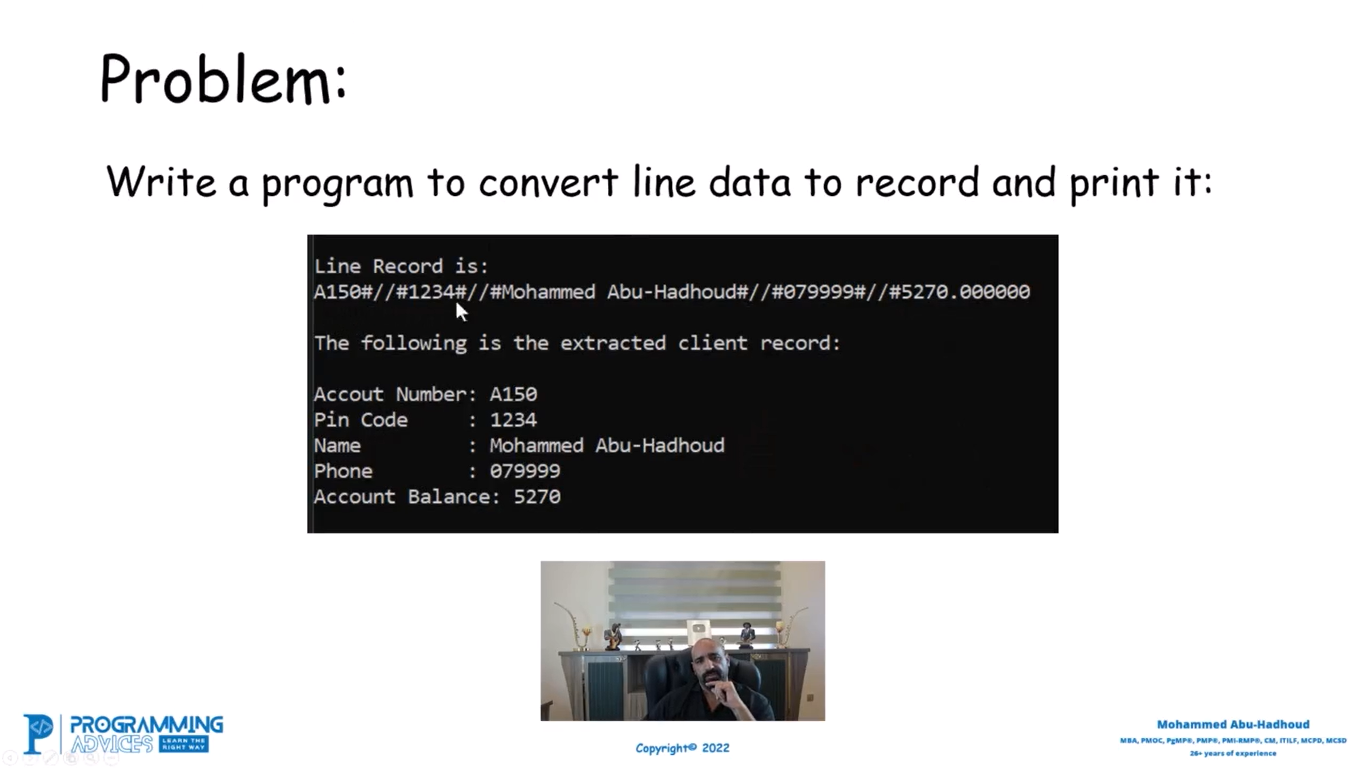 Problem:
Write a program to convert line data to record and print it:
Line Record is:
A150#//#1234#//#Mohammed Abu-Hadhoud#//#079999#//#5270.000000
The following is the extracted client record:
Accout Number: A150
Pin Code     : 1234
Name         : Mohammed Abu-Hadhoud
Phone        : 079999
Account Balance: 5270
PROGRAMMING
ADVICES LEARN THE RIGHT WAY
Copyright© 2022
Mohammed Abu-Hadhoud
MBA, PMOC, PgMP®, PMP®, PMI-RMP®, CM, ITILF, MCPD, MCSD
26+ years of experience